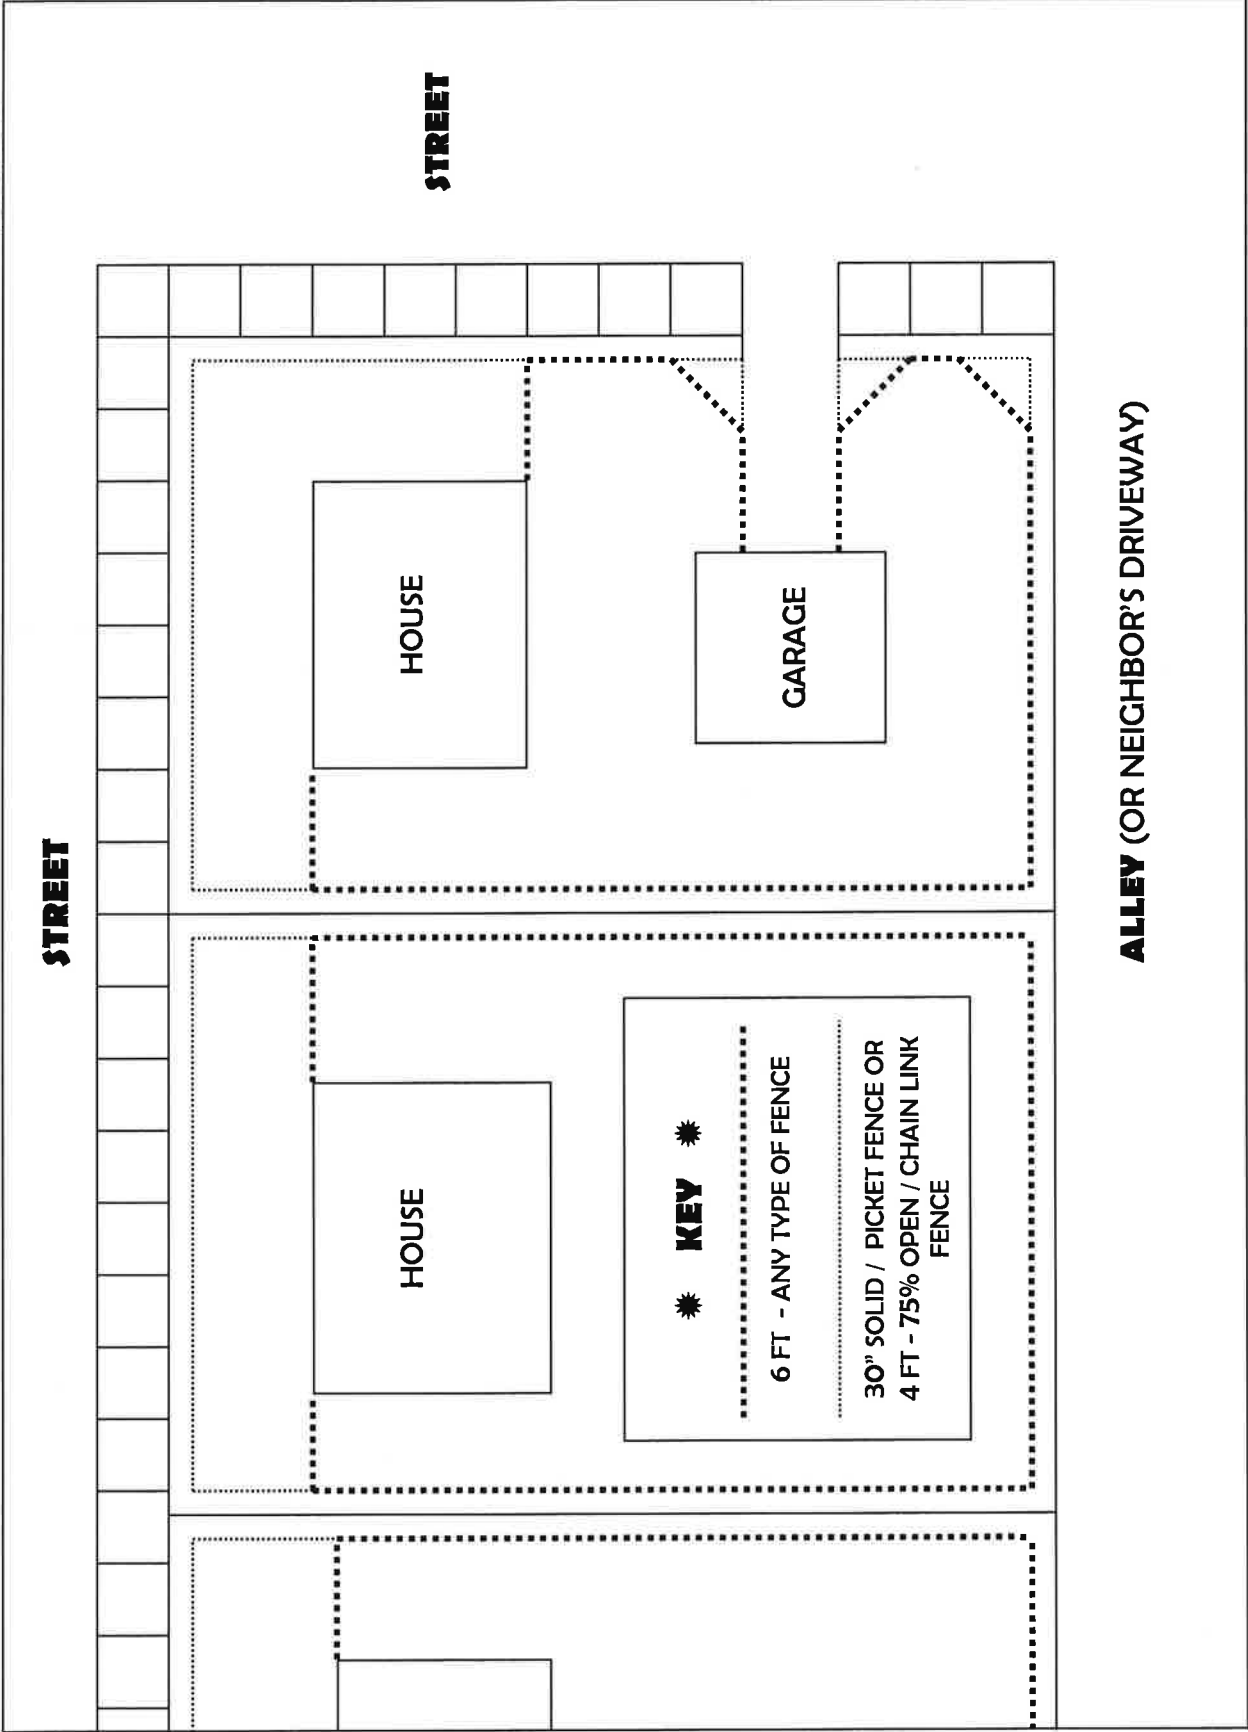 STREET
STREET
HOUSE
HOUSE
GARAGE
✹ KEY ✹
6 FT - ANY TYPE OF FENCE
30" SOLID / PICKET FENCE OR
4 FT - 75% OPEN / CHAIN LINK
FENCE
ALLEY (OR NEIGHBOR'S DRIVEWAY)